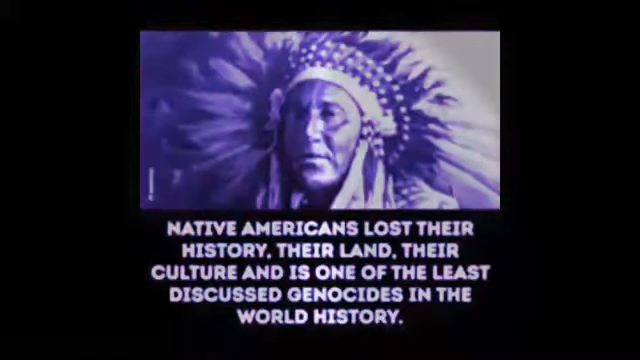 NATIVE AMERICANS LOST THEIR
HISTORY, THEIR LAND, THEIR
CULTURE AND IS ONE OF THE LEAST
DISCUSSED GENOCIDES IN THE
WORLD HISTORY.